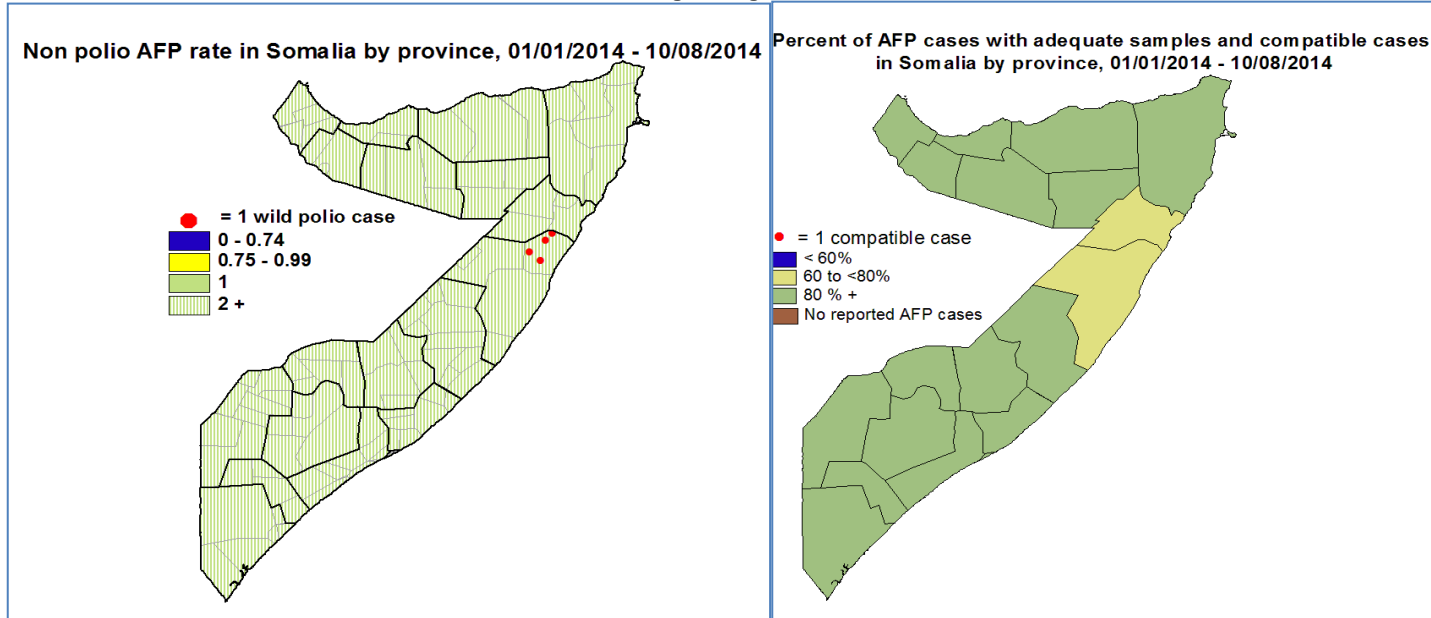 Non polio AFP rate in Somalia by province, 01/01/2014 - 10/08/2014
= 1 wild polio case
0 - 0.74
0.75 - 0.99
1
2 +
Percent of AFP cases with adequate samples and compatible cases
in Somalia by province, 01/01/2014 - 10/08/2014
= 1 compatible case
< 60%
60 to <80%
80 % +
No reported AFP cases